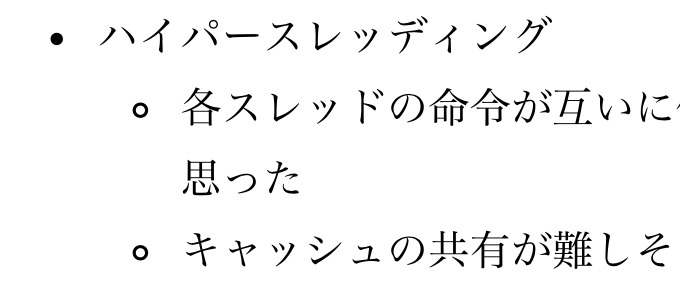 • ハイパースレッディング
◦ 各スレッドの命令が互いに
思った
◦ キャッシュの共有が難しそ